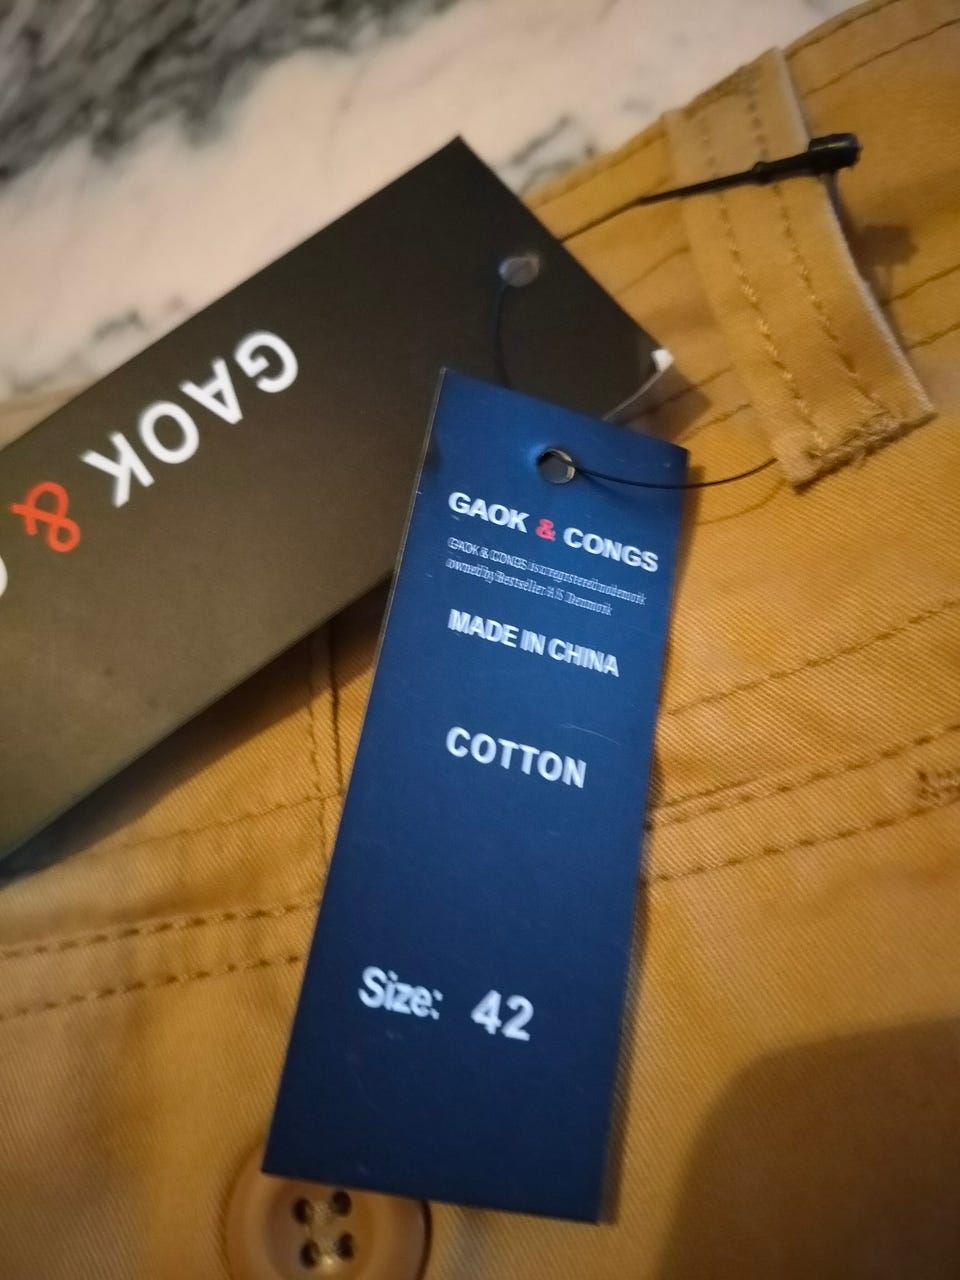 GAOK &
GAOK & CONGS
GAOK & CONGS is a registered trademark
owned by Bestseller A/S Denmark
MADE IN CHINA
COTTON
Size: 42